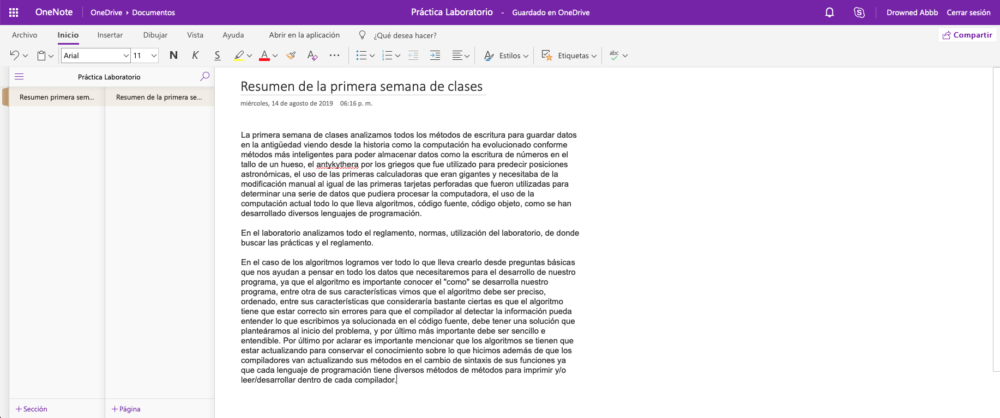 OneNote
OneDrive Documentos
Práctica Laboratorio - Guardado en OneDrive
Drowned Abbb Cerrar sesión
Archivo Inicio Insertar Dibujar Vista Ayuda Abrir en la aplicación ¿Qué desea hacer?
Compartir
Arial 11 N K S A A Estilos Etiquetas abc
Práctica Laboratorio
Resumen primera sem...
Resumen de la primera se...
Resumen de la primera semana de clases
miércoles, 14 de agosto de 2019 06:16 p. m.
La primera semana de clases analizamos todos los métodos de escritura para guardar datos
en la antigüedad viendo desde la historia como la computación ha evolucionado conforme
métodos más inteligentes para poder almacenar datos como la escritura de números en el
tallo de un hueso, el antykythera por los griegos que fue utilizado para predecir posiciones
astronómicas, el uso de las primeras calculadoras que eran gigantes y necesitaba de la
modificación manual al igual de las primeras tarjetas perforadas que fueron utilizadas para
determinar una serie de datos que pudiera procesar la computadora, el uso de la
computación actual todo lo que lleva algoritmos, código fuente, código objeto, como se han
desarrollado diversos lenguajes de programación.
En el laboratorio analizamos todo el reglamento, normas, utilización del laboratorio, de donde
buscar las prácticas y el reglamento.
En el caso de los algoritmos logramos ver todo lo que lleva crearlo desde preguntas básicas
que nos ayudan a pensar en todo los datos que necesitaremos para el desarrollo de nuestro
programa, ya que el algoritmo es importante conocer el "como" se desarrolla nuestro
programa, entre otra de sus características vimos que el algoritmo debe ser preciso,
ordenado, entre sus características que consideraría bastante ciertas es que el algoritmo
tiene que estar correcto sin errores para que el compilador al detectar la información pueda
entender lo que escribimos ya solucionada en el código fuente, debe tener una solución que
planteáramos al inicio del problema, y por último más importante debe ser sencillo e
entendible. Por último por aclarar es importante mencionar que los algoritmos se tienen que
estar actualizando para conservar el conocimiento sobre lo que hicimos además de que los
compiladores van actualizando sus métodos en el cambio de sintaxis de sus funciones ya
que cada lenguaje de programación tiene diversos métodos de métodos para imprimir y/o
leer/desarrollar dentro de cada compilador.
+ Sección
+ Página